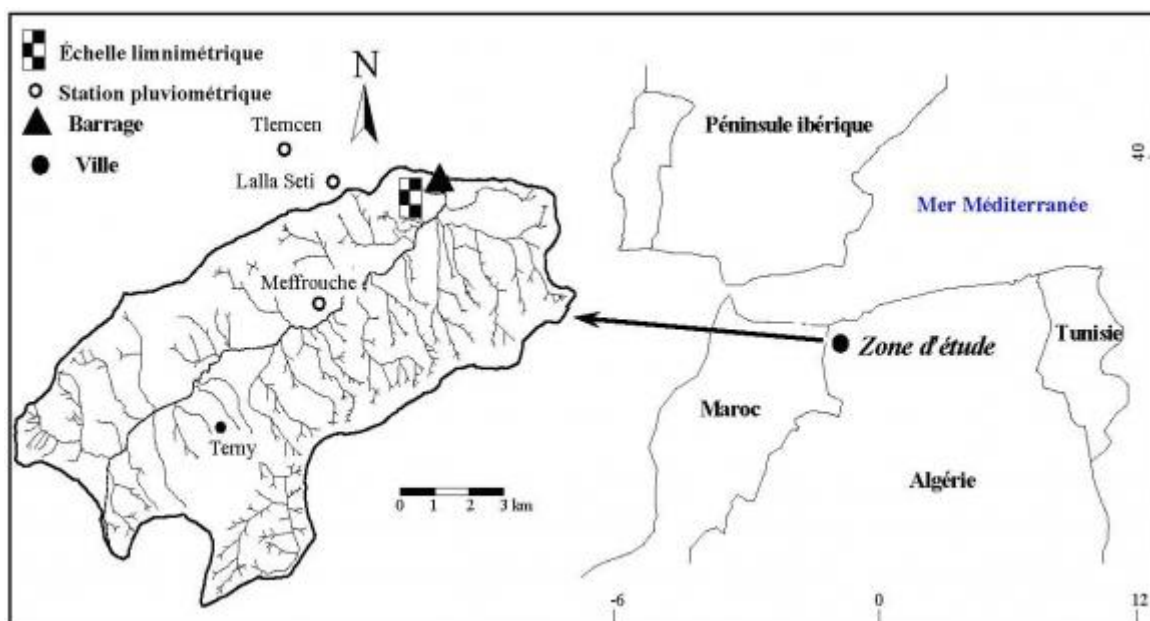 Échelle limnimétrique
Station pluviométrique
Barrage
Ville
N
Tlemcen
Lalla Seti
Meffrouche
Terny
0 1 2 3 km
Péninsule ibérique
40
Mer Méditerranée
Zone d'étude
Tunisie
Maroc
Algérie
-6 0 12